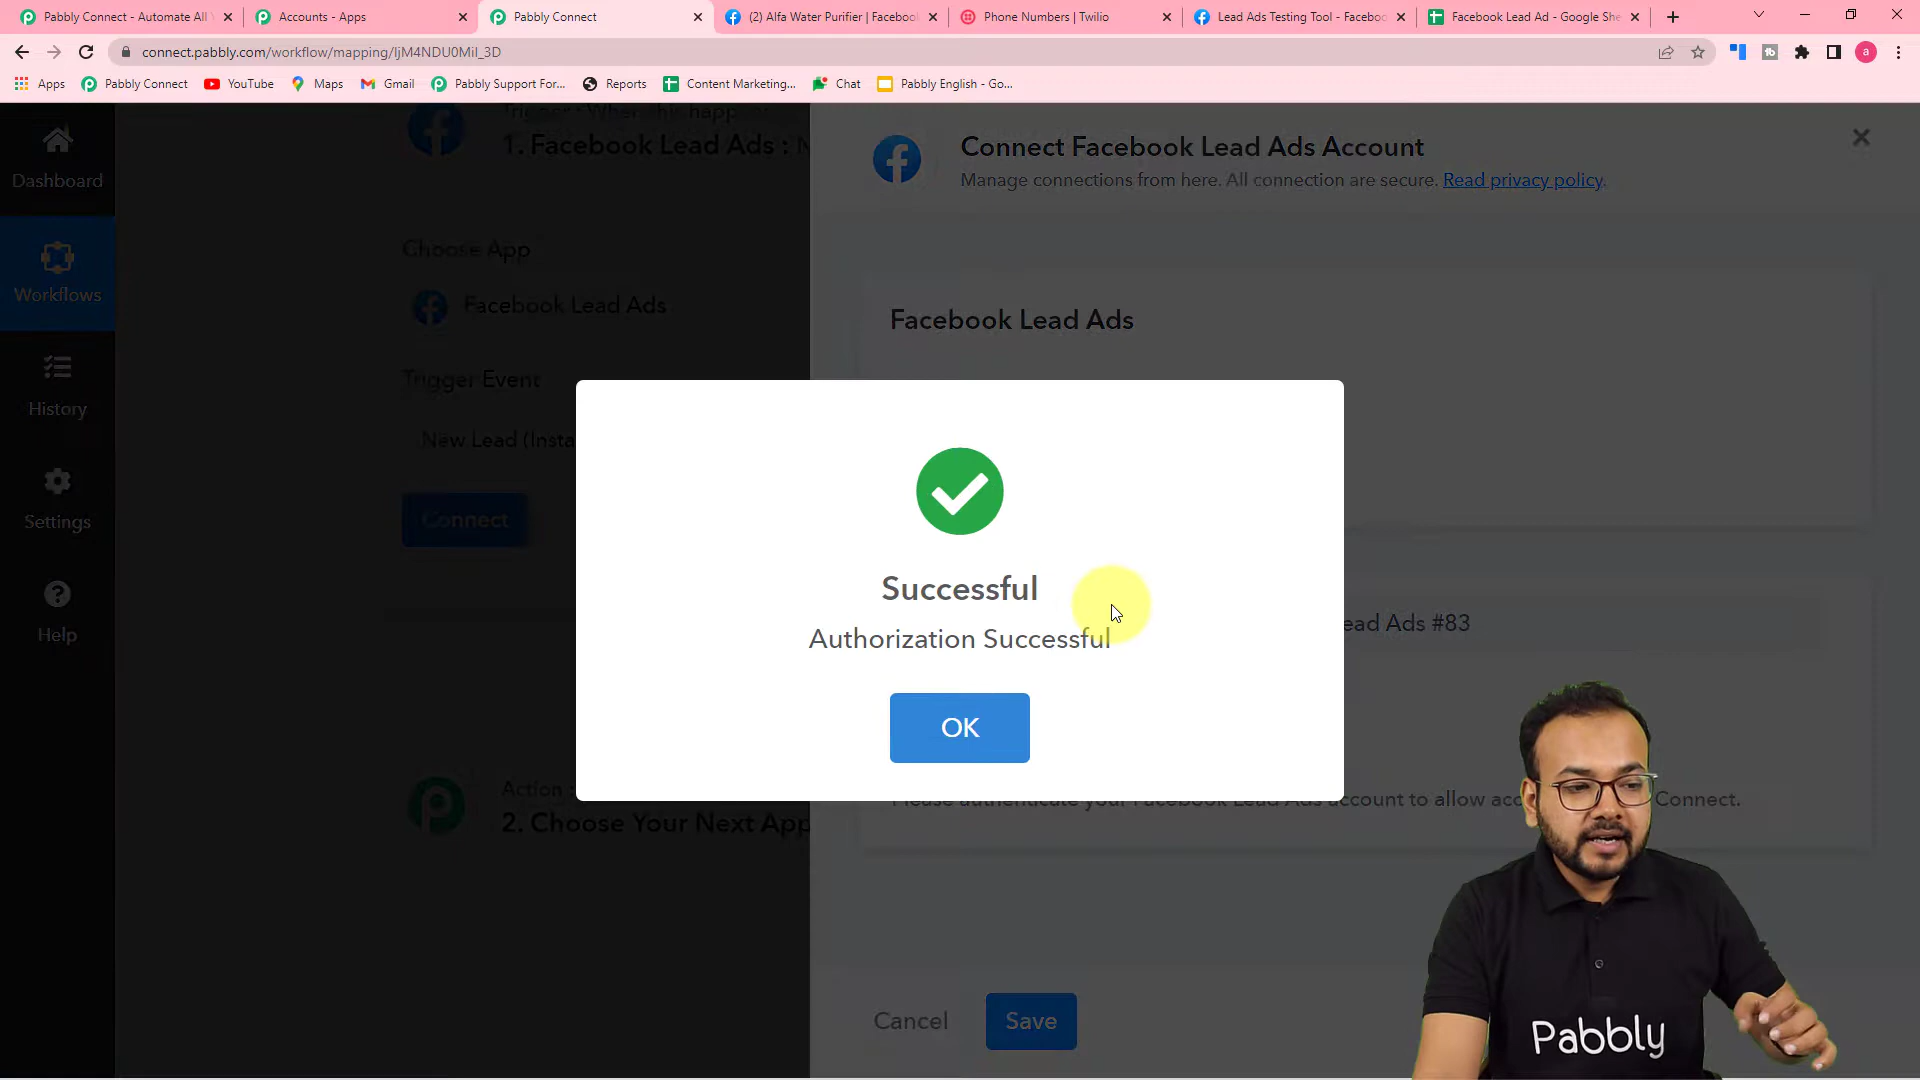 Pabbly Connect - Automate All
Accounts - Apps
Pabbly Connect
(2) Alfa Water Purifier | Facebook
Phone Numbers | Twilio
Lead Ads Testing Tool - Facebo
Facebook Lead Ad - Google She
connect.pabbly.com/workflow/mapping/IjM4NDU0MiI_3D
a
Apps
Pabbly Connect
YouTube
Maps
Gmail
Pabbly Support For...
Reports
Content Marketing...
Chat
Pabbly English - Go...
Dashboard
Workflows
History
Settings
Help
Trigger : When this happ
1. Facebook Lead Ads : N
Choose App
Facebook Lead Ads
Trigger Event
New Lead (Insta
Connect
Action :
2. Choose Your Next App
Connect Facebook Lead Ads Account
Manage connections from here. All connection are secure. Read privacy policy.
Facebook Lead Ads
Successful
Authorization Successful
OK
ead Ads #83
Please authenticate your Facebook Lead Ads account to allow acc
Connect.
Cancel
Save
Pabbly